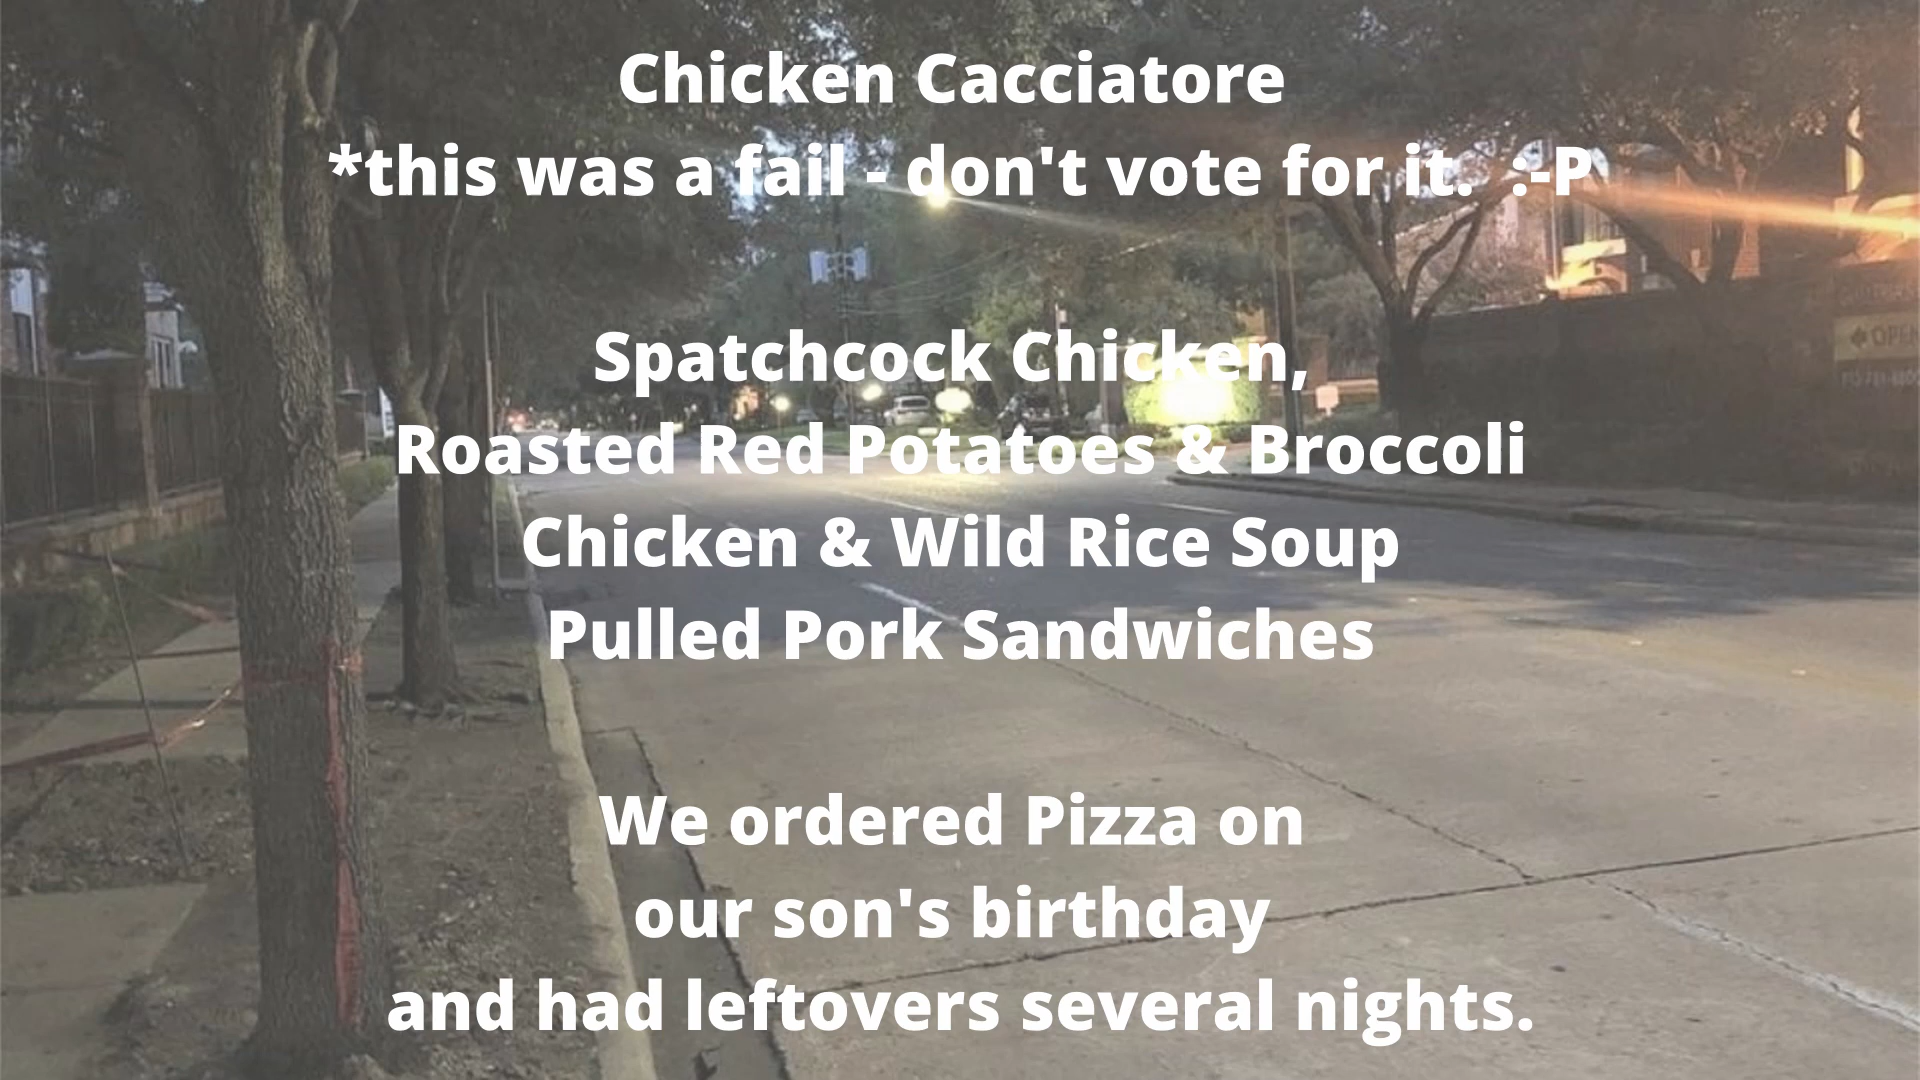 Chicken Cacciatore
*this was a fail - don't vote for it.  :-P
Spatchcock Chicken,
Roasted Red Potatoes & Broccoli
Chicken & Wild Rice Soup
Pulled Pork Sandwiches
We ordered Pizza on
our son's birthday
and had leftovers several nights.